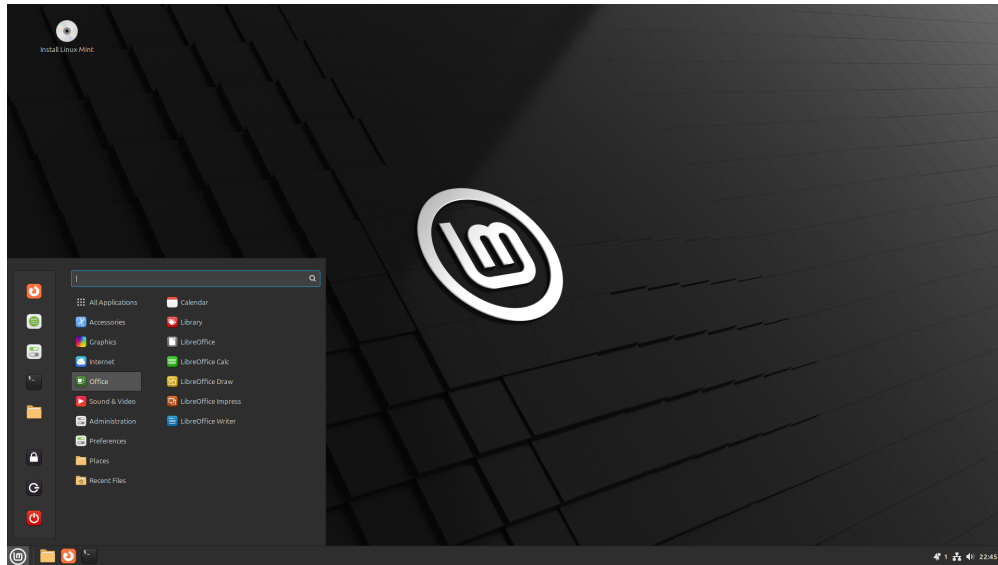 Install Linux Mint
All Applications
Accessories
Graphics
Internet
Office
Sound & Video
Administration
Preferences
Places
Recent Files
Calendar
Library
LibreOffice
LibreOffice Calc
LibreOffice Draw
LibreOffice Impress
LibreOffice Writer
1 22:45